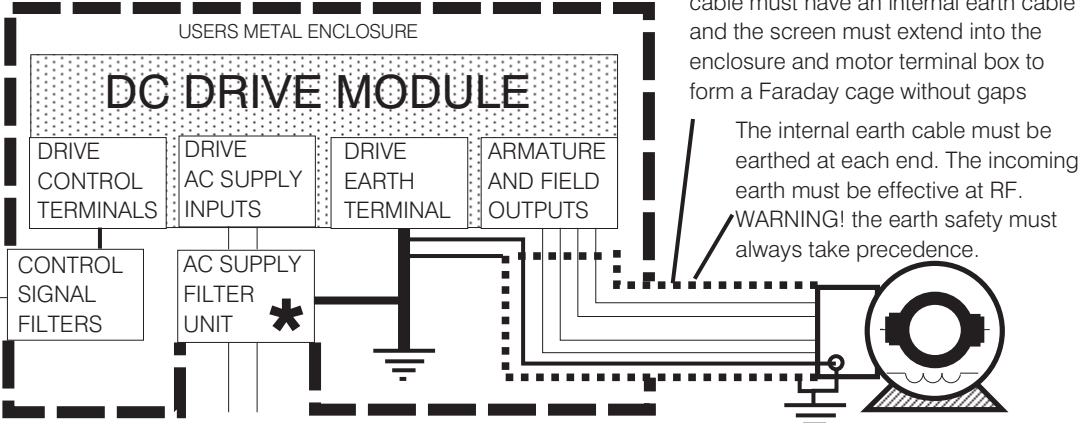 cable must have an internal earth cable
and the screen must extend into the
enclosure and motor terminal box to
form a Faraday cage without gaps
The internal earth cable must be
earthed at each end. The incoming
earth must be effective at RF.
WARNING! the earth safety must
always take precedence.
USERS METAL ENCLOSURE
DC DRIVE MODULE
DRIVE
CONTROL
TERMINALS
DRIVE
AC SUPPLY
INPUTS
DRIVE
EARTH
TERMINAL
ARMATURE
AND FIELD
OUTPUTS
CONTROL
SIGNAL
FILTERS
AC SUPPLY
FILTER
UNIT *